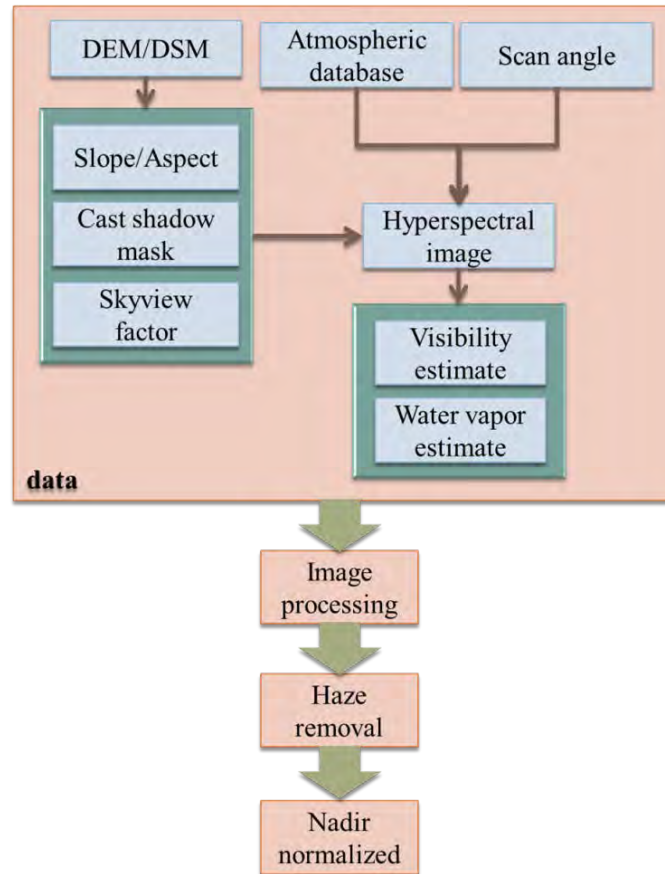 DEM/DSM
Atmospheric
database
Scan angle
Slope/Aspect
Cast shadow
mask
Skyview
factor
Hyperspectral
image
Visibility
estimate
Water vapor
estimate
data
Image
processing
Haze
removal
Nadir
normalized